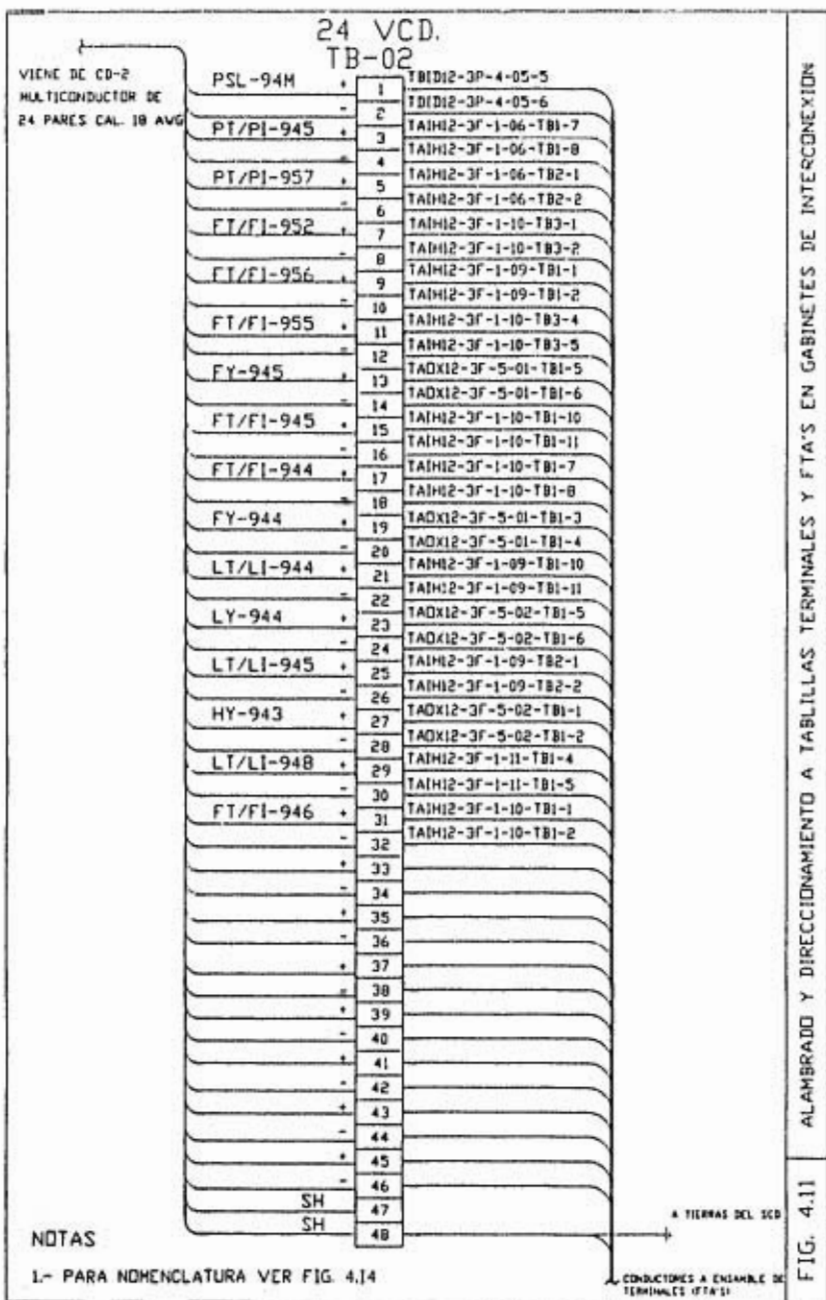 24 VCD.
TB-02
VIENE DE CD-2
MULTICONDUCTOR DE
24 PARES CAL. 18 AWG
PSL-94M + 1 TBID12-3P-4-05-5
- 2 TDID12-3P-4-05-6
PT/PI-945 + 3 TAIH12-3F-1-06-TB1-7
- 4 TAIH12-3F-1-06-TB1-8
PT/PI-957 + 5 TAIH12-3F-1-06-TB2-1
- 6 TAIH12-3F-1-06-TB2-2
FT/FI-952 + 7 TAIH12-3F-1-10-TB3-1
- 8 TAIH12-3F-1-10-TB3-2
FT/FI-956 + 9 TAIH12-3F-1-09-TB1-1
- 10 TAIH12-3F-1-09-TB1-2
FT/FI-955 + 11 TAIH12-3F-1-10-TB3-4
- 12 TAIH12-3F-1-10-TB3-5
FY-945 + 13 TAOX12-3F-5-01-TB1-5
- 14 TAOX12-3F-5-01-TB1-6
FT/FI-945 + 15 TAIH12-3F-1-10-TB1-10
- 16 TAIH12-3F-1-10-TB1-11
FT/FI-944 + 17 TAIH12-3F-1-10-TB1-7
- 18 TAIH12-3F-1-10-TB1-8
FY-944 + 19 TAOX12-3F-5-01-TB1-3
- 20 TAOX12-3F-5-01-TB1-4
LT/LI-944 + 21 TAIH12-3F-1-09-TB1-10
- 22 TAIH12-3F-1-09-TB1-11
LY-944 + 23 TAOX12-3F-5-02-TB1-5
- 24 TAOX12-3F-5-02-TB1-6
LT/LI-945 + 25 TAIH12-3F-1-09-TB2-1
- 26 TAIH12-3F-1-09-TB2-2
HY-943 + 27 TAOX12-3F-5-02-TB1-1
- 28 TAOX12-3F-5-02-TB1-2
LT/LI-948 + 29 TAIH12-3F-1-11-TB1-4
- 30 TAIH12-3F-1-11-TB1-5
FT/FI-946 + 31 TAIH12-3F-1-10-TB1-1
- 32 TAIH12-3F-1-10-TB1-2
+ 33
- 34
+ 35
- 36
+ 37
- 38
+ 39
- 40
+ 41
- 42
+ 43
- 44
+ 45
- 46
SH 47
SH 48
A TIERRAS DEL SCD
NOTAS
1.- PARA NOMENCLATURA VER FIG. 4.14
CONDUCTORES A ENSAMBLE DE
TERMINALES (FTA'S)
FIG. 4.11 ALAMBRADO Y DIRECCIONAMIENTO A TABLILLAS TERMINALES Y FTA'S EN GABINETES DE INTERCONEXION